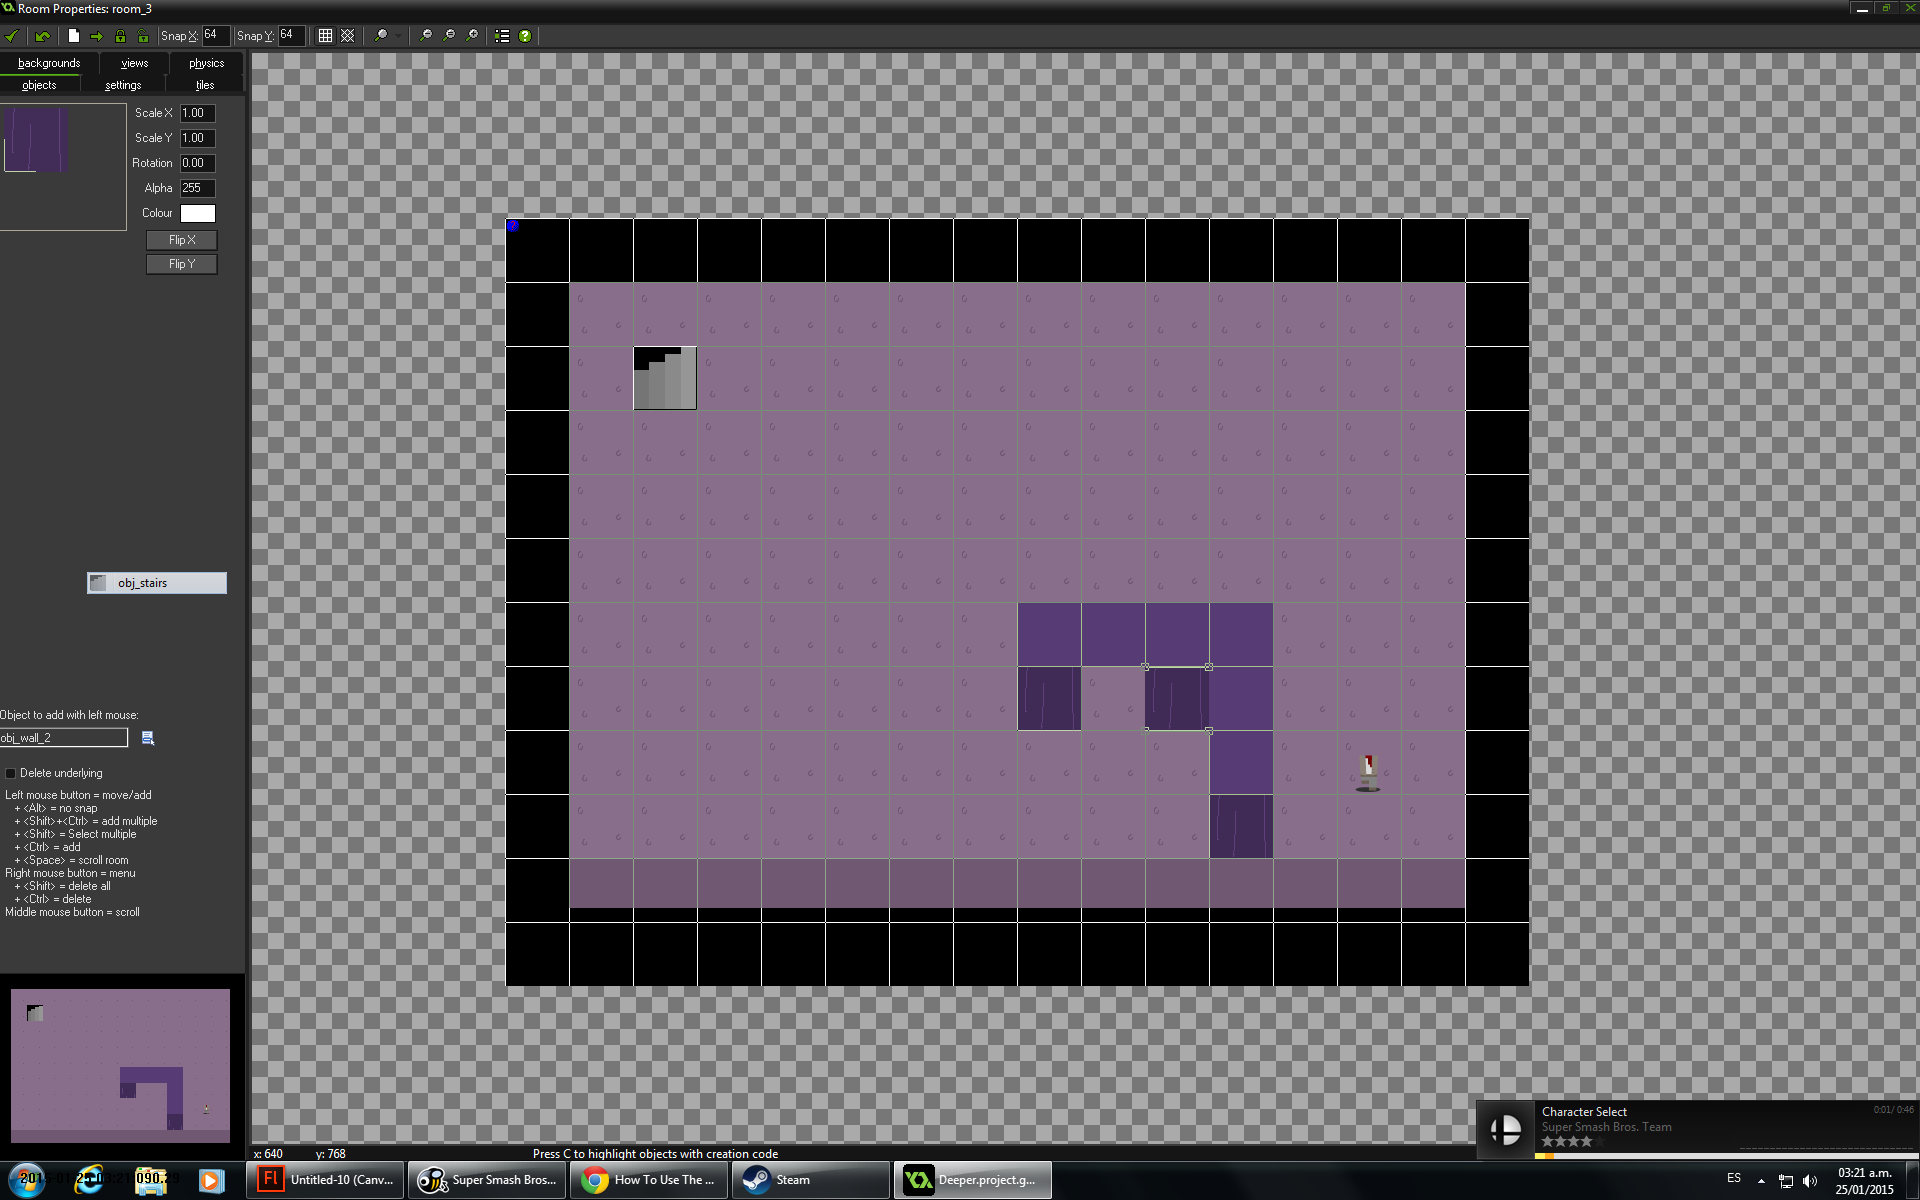 Room Properties: room_3
Snap X: 64 Snap Y: 64
backgrounds views physics
objects settings tiles
Scale X 1.00
Scale Y 1.00
Rotation 0.00
Alpha 255
Colour
Flip X
Flip Y
obj_stairs
Object to add with left mouse:
obj_wall_2
Delete underlying
Left mouse button = move/add
+ <Alt> = no snap
+ <Shift>+<Ctrl> = add multiple
+ <Shift> = Select multiple
+ <Ctrl> = add
+ <Space> = scroll room
Right mouse button = menu
+ <Shift> = delete all
+ <Ctrl> = delete
Middle mouse button = scroll
x: 640 y: 768 Press C to highlight objects with creation code
Character Select 0:01/ 0:46
Super Smash Bros. Team
Fl Untitled-10 (Canv...
Super Smash Bros...
How To Use The ...
Steam
Deeper.project.g...
ES
03:21 a.m.
25/01/2015